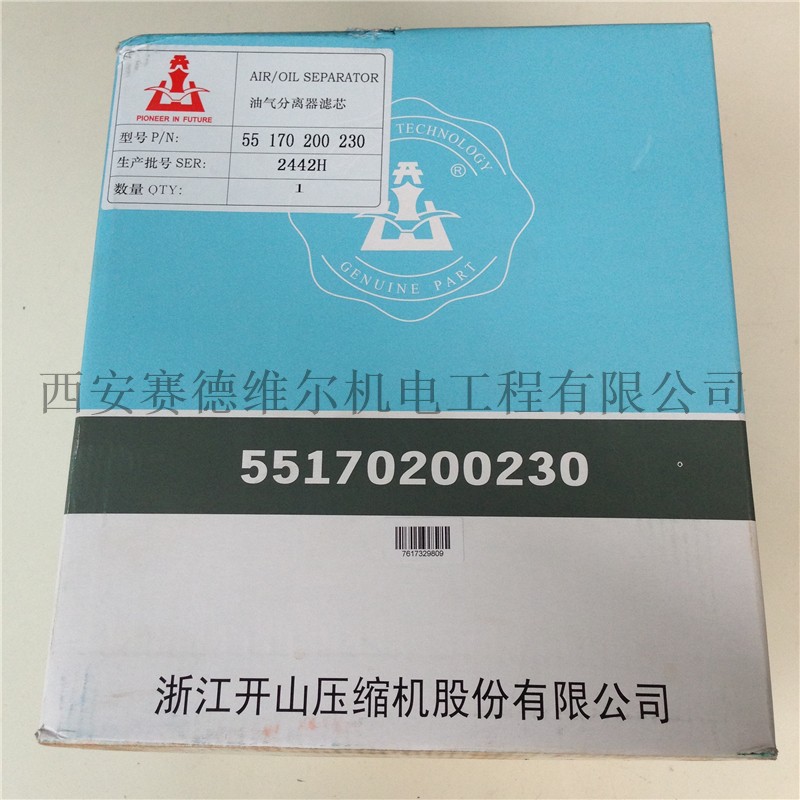 AIR/OIL SEPARATOR
油气分离器滤芯
PIONEER IN FUTURE
型号 P/N: 55 170 200 230
生产批号 SER: 2442H
数量 QTY: 1
TECHNOLOGY
®
GENUINE PART
西安赛德维尔机电工程有限公司
55170200230
7617329809
浙江开山压缩机股份有限公司